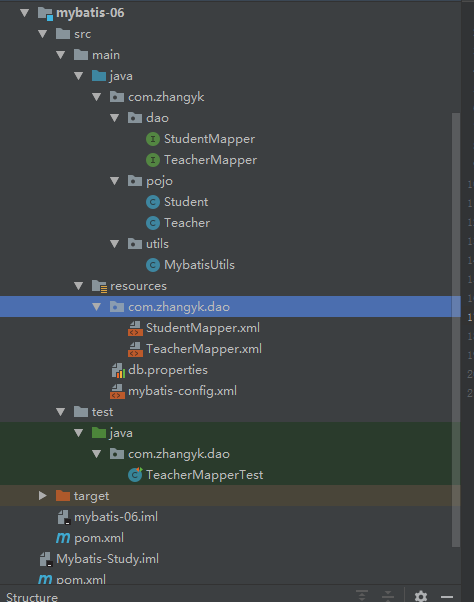 mybatis-06
src
main
java
com.zhangyk
dao
StudentMapper
TeacherMapper
pojo
Student
Teacher
utils
MybatisUtils
resources
com.zhangyk.dao
StudentMapper.xml
TeacherMapper.xml
db.properties
mybatis-config.xml
test
java
com.zhangyk.dao
TeacherMapperTest
target
mybatis-06.iml
pom.xml
Mybatis-Study.iml
pom.xml
Structure